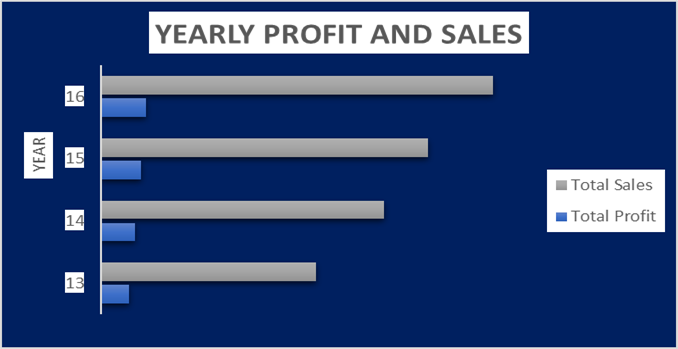 YEARLY PROFIT AND SALES
16
15
14
13
YEAR
Total Sales
Total Profit